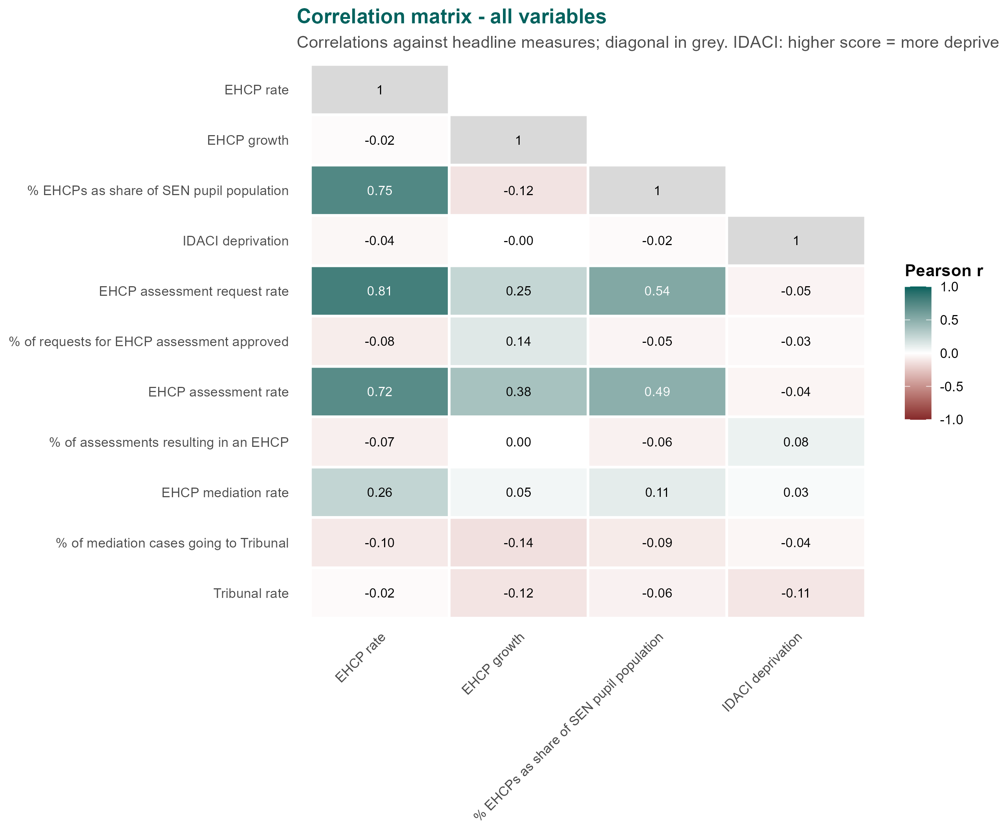 Correlation matrix - all variables
Correlations against headline measures; diagonal in grey. IDACI: higher score = more deprive
EHCP rate 1
EHCP growth -0.02 1
% EHCPs as share of SEN pupil population 0.75 -0.12 1
IDACI deprivation -0.04 -0.00 -0.02 1
EHCP assessment request rate 0.81 0.25 0.54 -0.05
% of requests for EHCP assessment approved -0.08 0.14 -0.05 -0.03
EHCP assessment rate 0.72 0.38 0.49 -0.04
% of assessments resulting in an EHCP -0.07 0.00 -0.06 0.08
EHCP mediation rate 0.26 0.05 0.11 0.03
% of mediation cases going to Tribunal -0.10 -0.14 -0.09 -0.04
Tribunal rate -0.02 -0.12 -0.06 -0.11
EHCP rate
EHCP growth
% EHCPs as share of SEN pupil population
IDACI deprivation
Pearson r
1.0
0.5
0.0
-0.5
-1.0